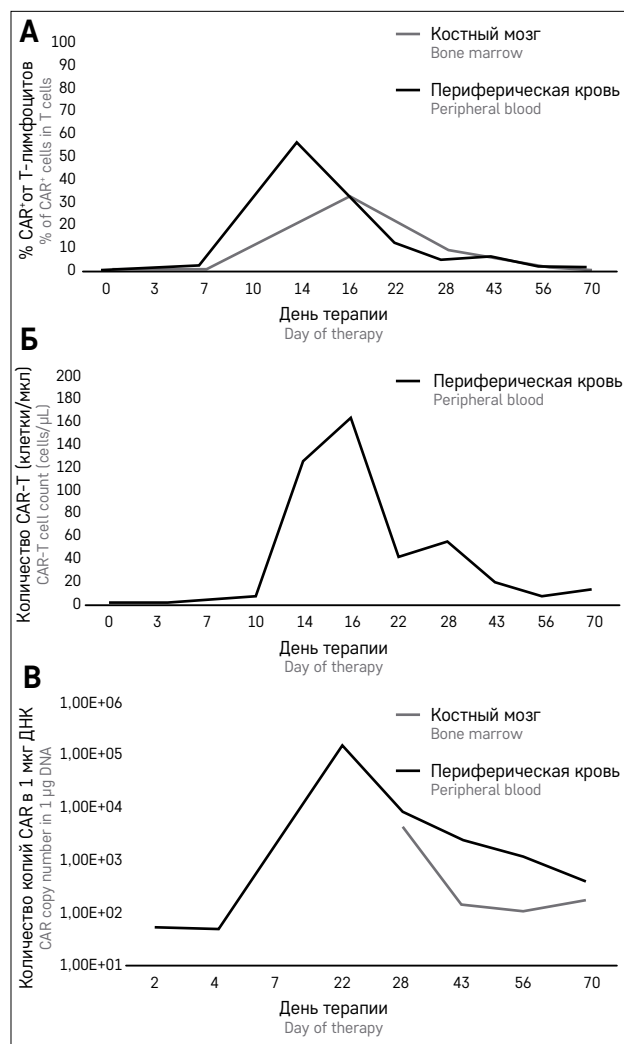 А
% CAR⁺от Т-лимфоцитов
% of CAR⁺ cells in T cells
100
90
80
70
60
50
40
30
20
10
0
Костный мозг
Bone marrow
Периферическая кровь
Peripheral blood
0 3 7 10 14 16 22 28 43 56 70
День терапии
Day of therapy
Б
Количество CAR-T (клетки/мкл)
CAR-T cell count (cells/µL)
200
180
160
140
120
100
80
60
40
20
0
Периферическая кровь
Peripheral blood
0 3 7 10 14 16 22 28 43 56 70
День терапии
Day of therapy
В
Количество копий CAR в 1 мкг ДНК
CAR copy number in 1 µg DNA
1,00E+06
1,00E+05
1,00E+04
1,00E+03
1,00E+02
1,00E+01
Костный мозг
Bone marrow
Периферическая кровь
Peripheral blood
2 4 7 22 28 43 56 70
День терапии
Day of therapy